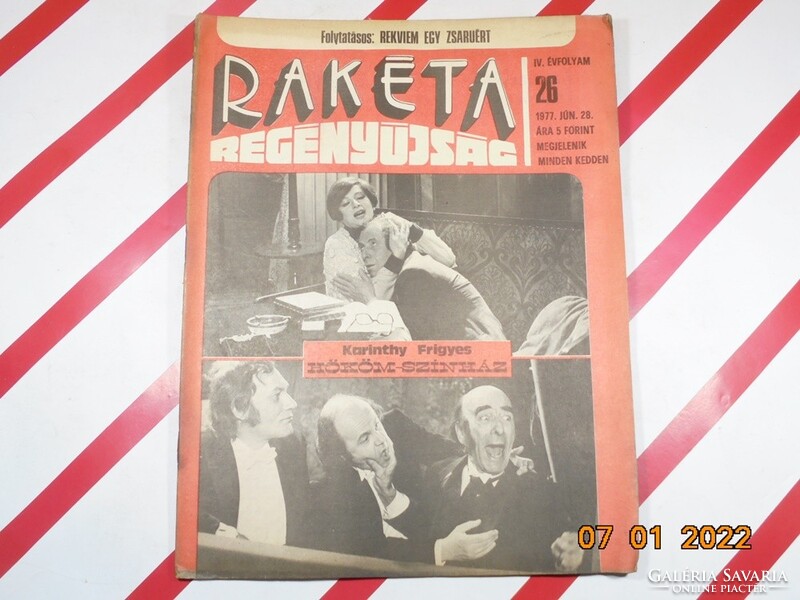 Folytatásos: REKVIEM EGY ZSARUÉRT
RAKÉTA
REGÉNYÚJSÁG
IV. ÉVFOLYAM
26
1977. JÚN. 28.
ÁRA 5 FORINT
MEGJELENIK
MINDEN KEDDEN
Karinthy Frigyes
HÖKÖM-SZÍNHÁZ
07 01 2022
GALÉRIA SAVARIA
ONLINE PIACTÉR